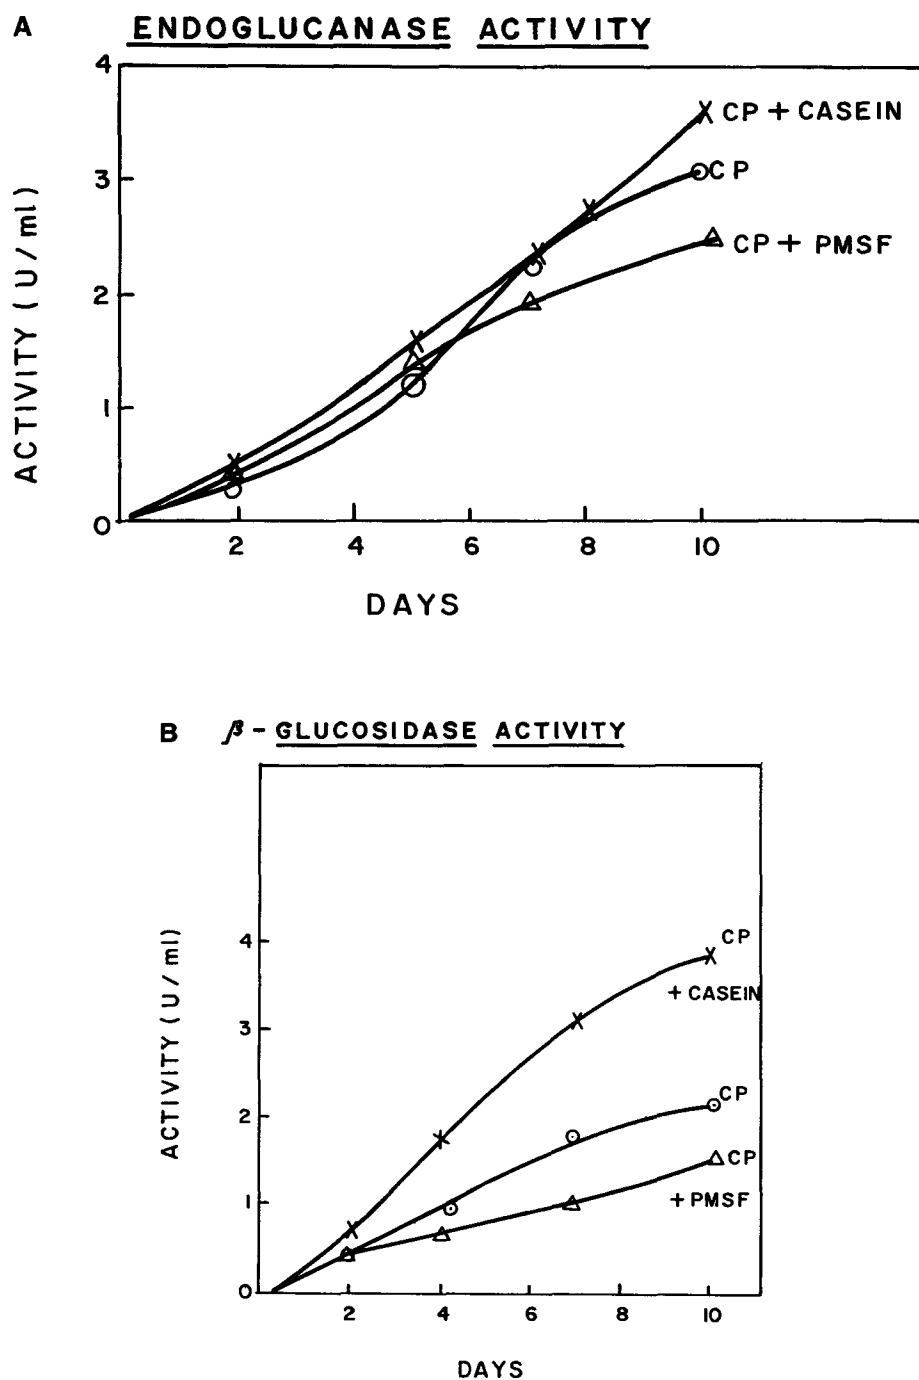 A ENDOGLUCANASE ACTIVITY
4
3
2
1
0
ACTIVITY (U/ml)
CP + CASEIN
CP
CP + PMSF
2 4 6 8 10
DAYS
B β - GLUCOSIDASE ACTIVITY
4
3
2
1
0
ACTIVITY (U/ml)
CP
+ CASEIN
CP
CP
+ PMSF
2 4 6 8 10
DAYS